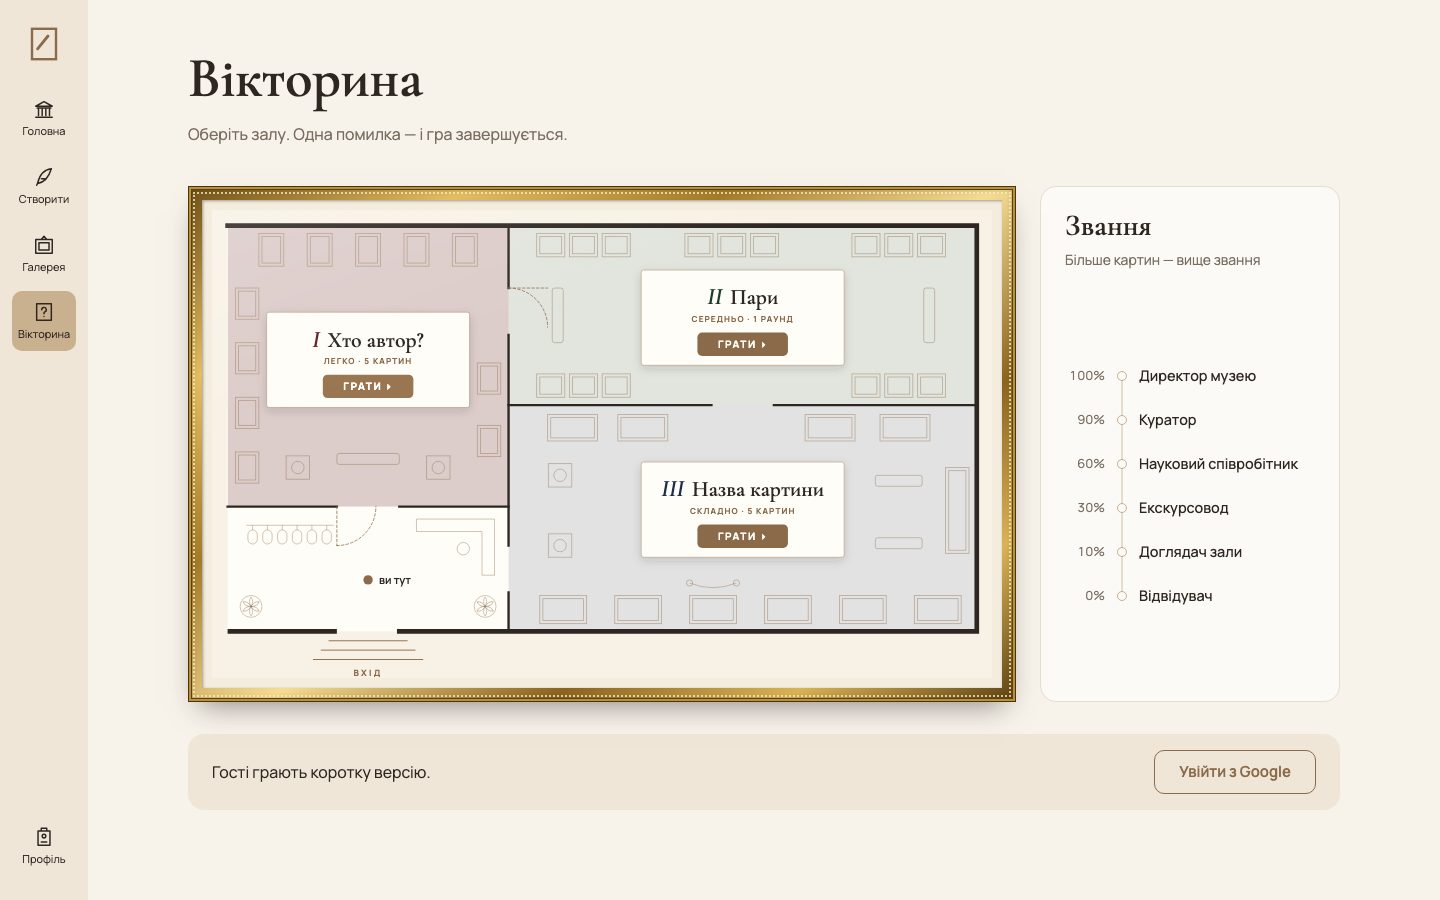 Головна
Створити
Галерея
Вікторина
Профіль
Вікторина
Оберіть залу. Одна помилка — і гра завершується.
I Хто автор?
ЛЕГКО · 5 КАРТИН
ГРАТИ
II Пари
СЕРЕДНЬО · 1 РАУНД
ГРАТИ
III Назва картини
СКЛАДНО · 5 КАРТИН
ГРАТИ
ви тут
ВХІД
Звання
Більше картин — вище звання
100% Директор музею
90% Куратор
60% Науковий співробітник
30% Екскурсовод
10% Доглядач зали
0% Відвідувач
Гості грають коротку версію.
Увійти з Google